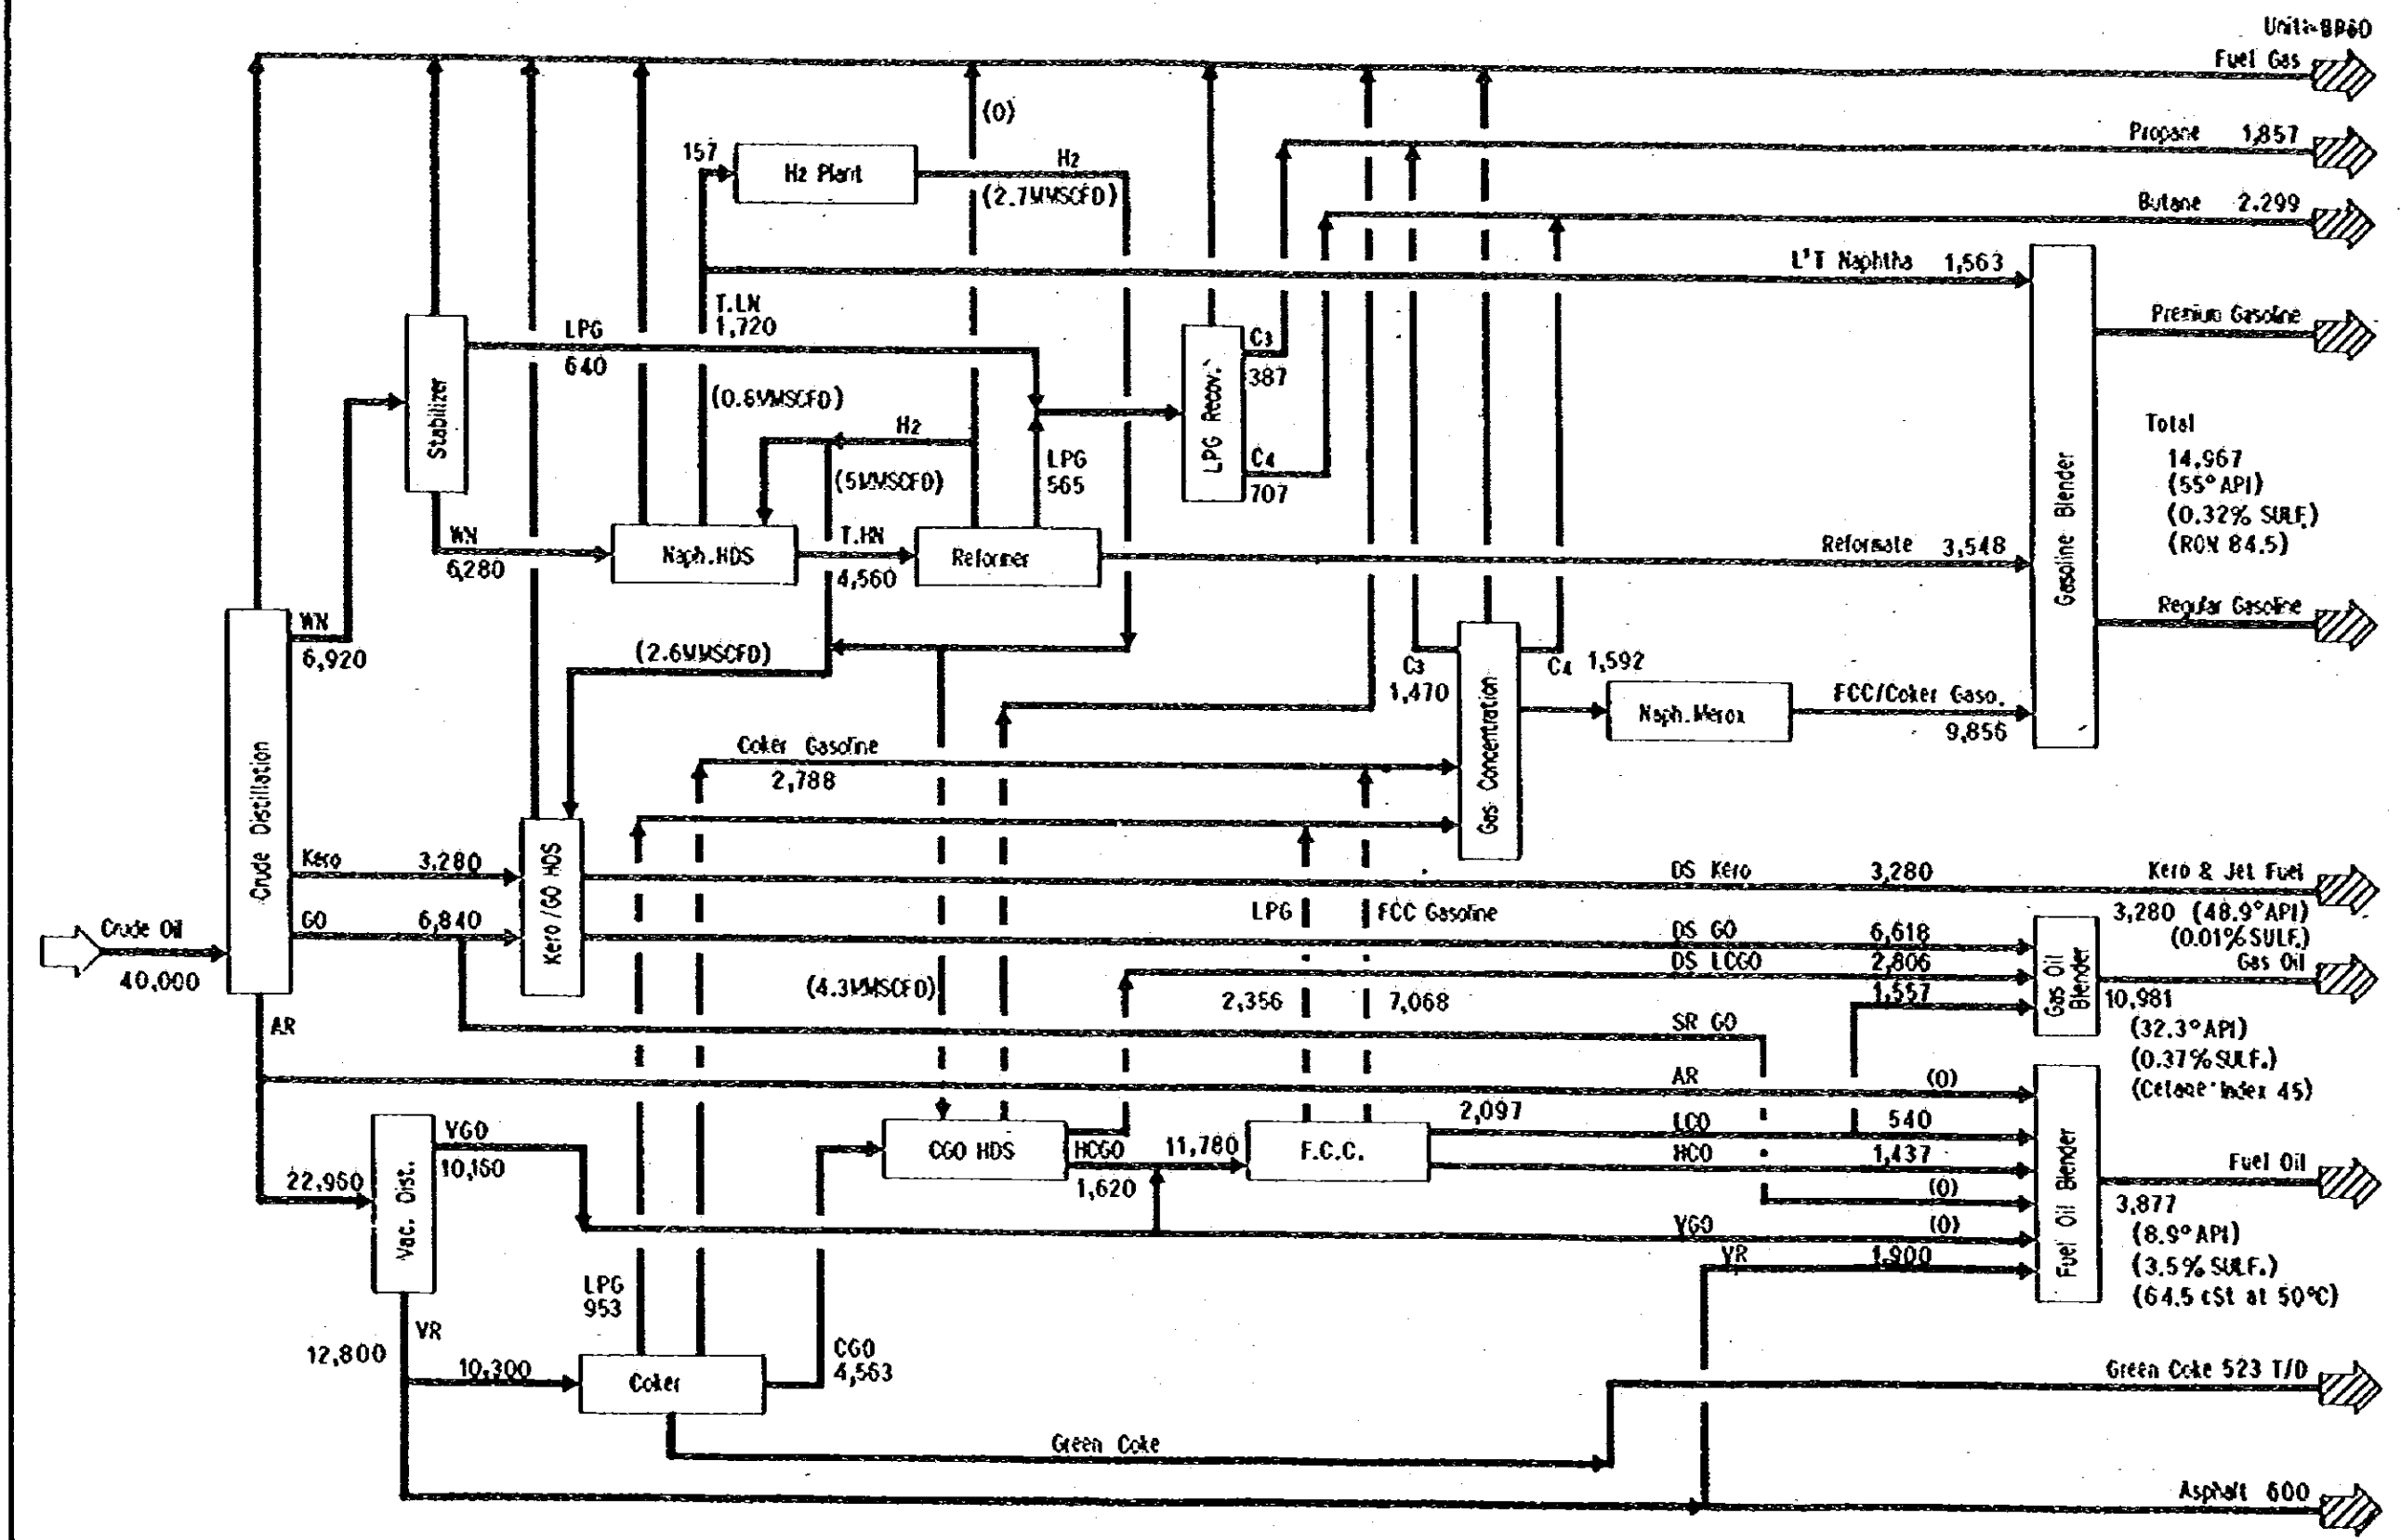 Unit:BPSD
Fuel Gas
(0)
Propane 1,857
157
H2 Plant
H2
(2.7MMSCFD)
Butane 2.299
L'T Naphtha 1,563
T.LN
1,720
LPG
640
Stabilizer
C3
387
LPG Recov.
C4
707
Premium Gasoline
(0.6MMSCFD)
H2
(5MMSCFD)
LPG
565
Total
14,967
(55°API)
(0.32% SULF.)
(RON 84.5)
Gasoline Blender
WN
6,280
Naph.HDS
T.HN
4,560
Reformer
Reformate 3,548
Regular Gasoline
WN
6,920
(2.6MMSCFD)
C3
1,470
C4 1,592
Gas Concentration
Naph.Merox
FCC/Coker Gaso.
9,856
Coker Gasoline
2,788
Crude Distillation
Kero 3,280
Kero/GO HDS
DS Kero 3,280
Kero & Jet Fuel
3,280 (48.9°API)
(0.01%SULF.)
GO 6,840
LPG
FCC Gasoline
DS GO 6,618
DS LCGO 2,806
1,557
Gas Oil
Blender
Gas Oil
10,981
(32.3°API)
(0.37%SULF.)
(Cetane Index 45)
Crude Oil
40,000
(4.3MMSCFD)
2,356
7,068
SR GO
AR
AR (0)
2,097
VGO
10,150
CGO HDS
HCGO
1,620
11,780
F.C.C.
LCO 540
HCO 1,437
(0)
VGO (0)
VR 1,900
Fuel Oil Blender
Fuel Oil
3,877
(8.9°API)
(3.5%SULF.)
(64.5 cSt at 50°C)
22,950
Vac. Dist.
LPG
953
VR
12,800
10,300
Coker
CGO
4,563
Green Coke 523 T/D
Green Coke
Asphalt 600